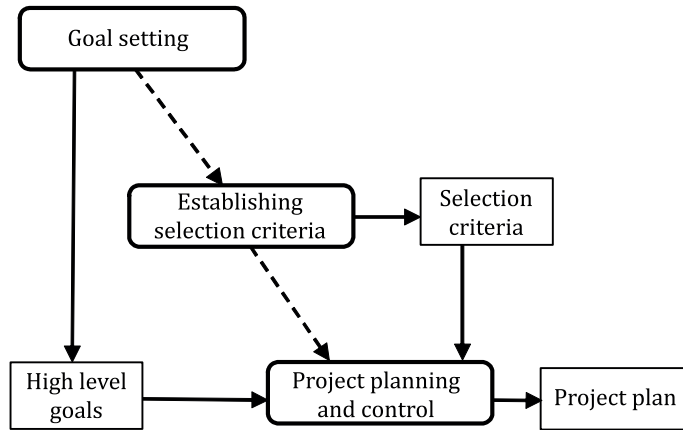 Goal setting
Establishing
selection criteria
Selection
criteria
High level
goals
Project planning
and control
Project plan